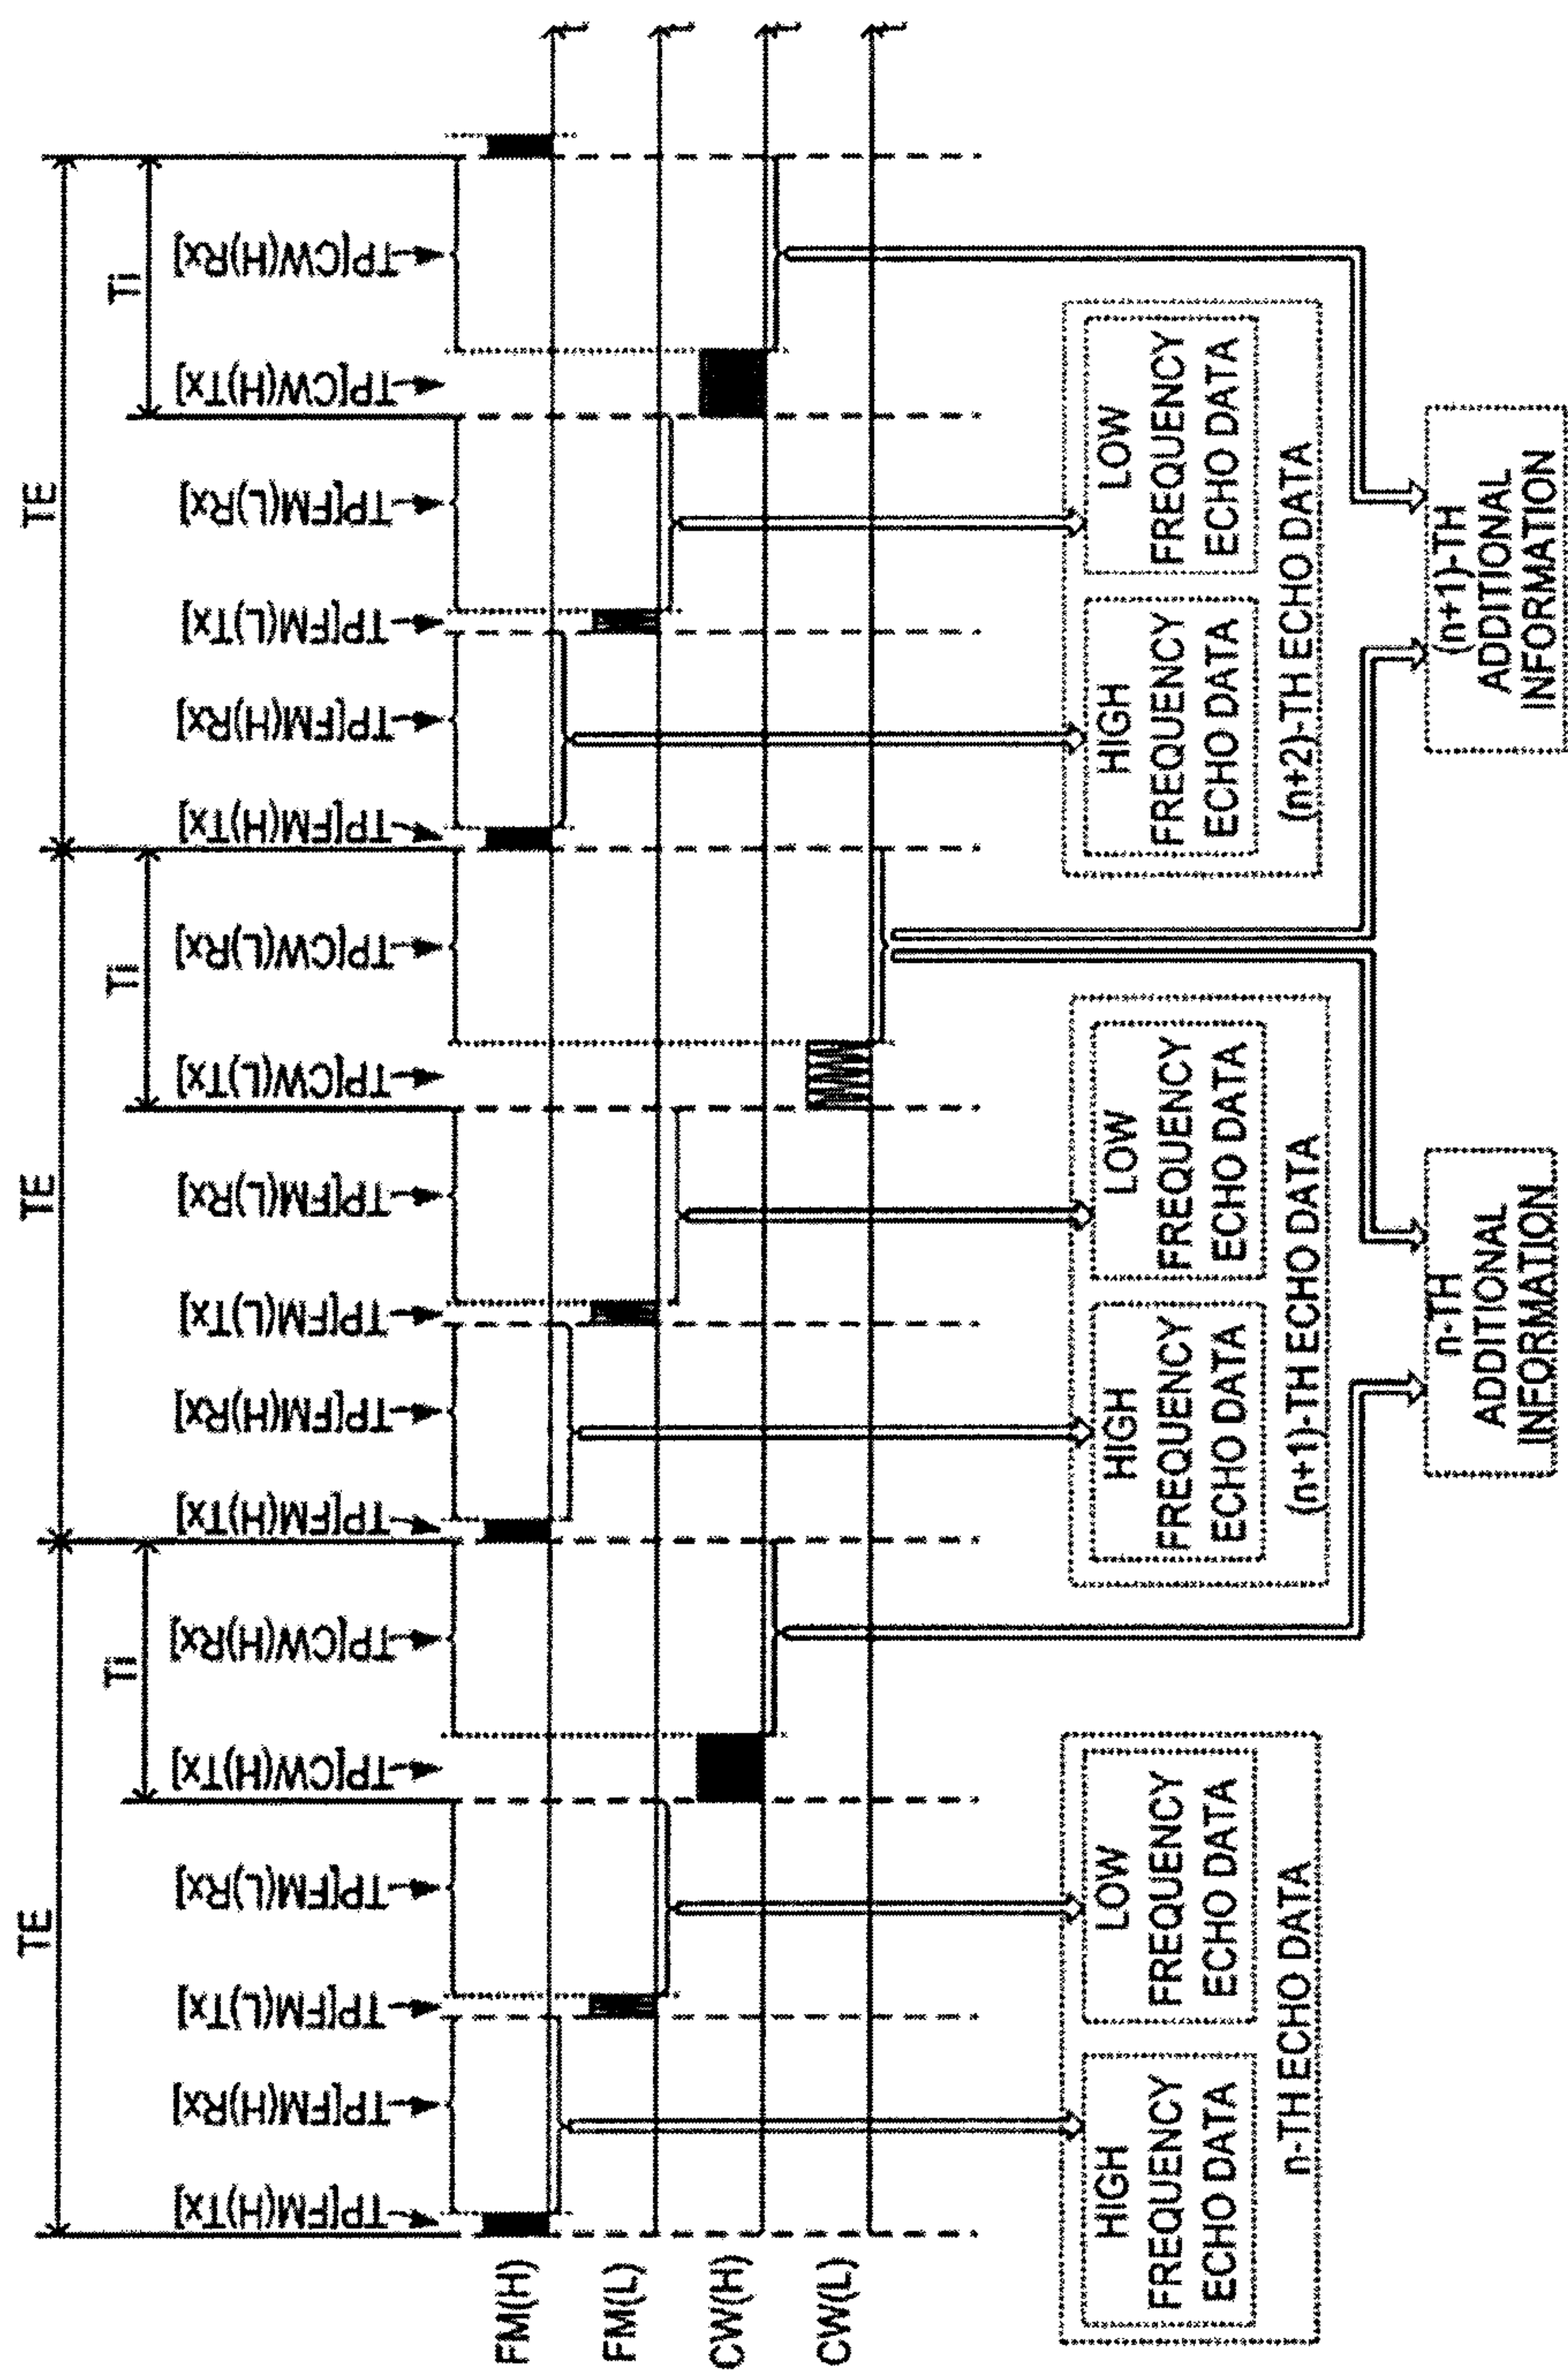 TE
TE
TE
Ti
Ti
Ti
TP[FM(H)Tx]
TP[FM(H)Rx]
TP[FM(L)Tx]
TP[FM(L)Rx]
TP[CW(H)Tx]
TP[CW(H)Rx]
TP[FM(H)Tx]
TP[FM(H)Rx]
TP[FM(L)Tx]
TP[FM(L)Rx]
TP[CW(L)Tx]
TP[CW(L)Rx]
TP[FM(H)Tx]
TP[FM(H)Rx]
TP[FM(L)Tx]
TP[FM(L)Rx]
TP[CW(H)Tx]
TP[CW(H)Rx]
FM(H)
t
FM(L)
t
CW(H)
t
CW(L)
t
HIGH
FREQUENCY
ECHO DATA
LOW
FREQUENCY
ECHO DATA
n-TH ECHO DATA
HIGH
FREQUENCY
ECHO DATA
LOW
FREQUENCY
ECHO DATA
(n+1)-TH ECHO DATA
HIGH
FREQUENCY
ECHO DATA
LOW
FREQUENCY
ECHO DATA
(n+2)-TH ECHO DATA
n-TH
ADDITIONAL
INFORMATION
(n+1)-TH
ADDITIONAL
INFORMATION